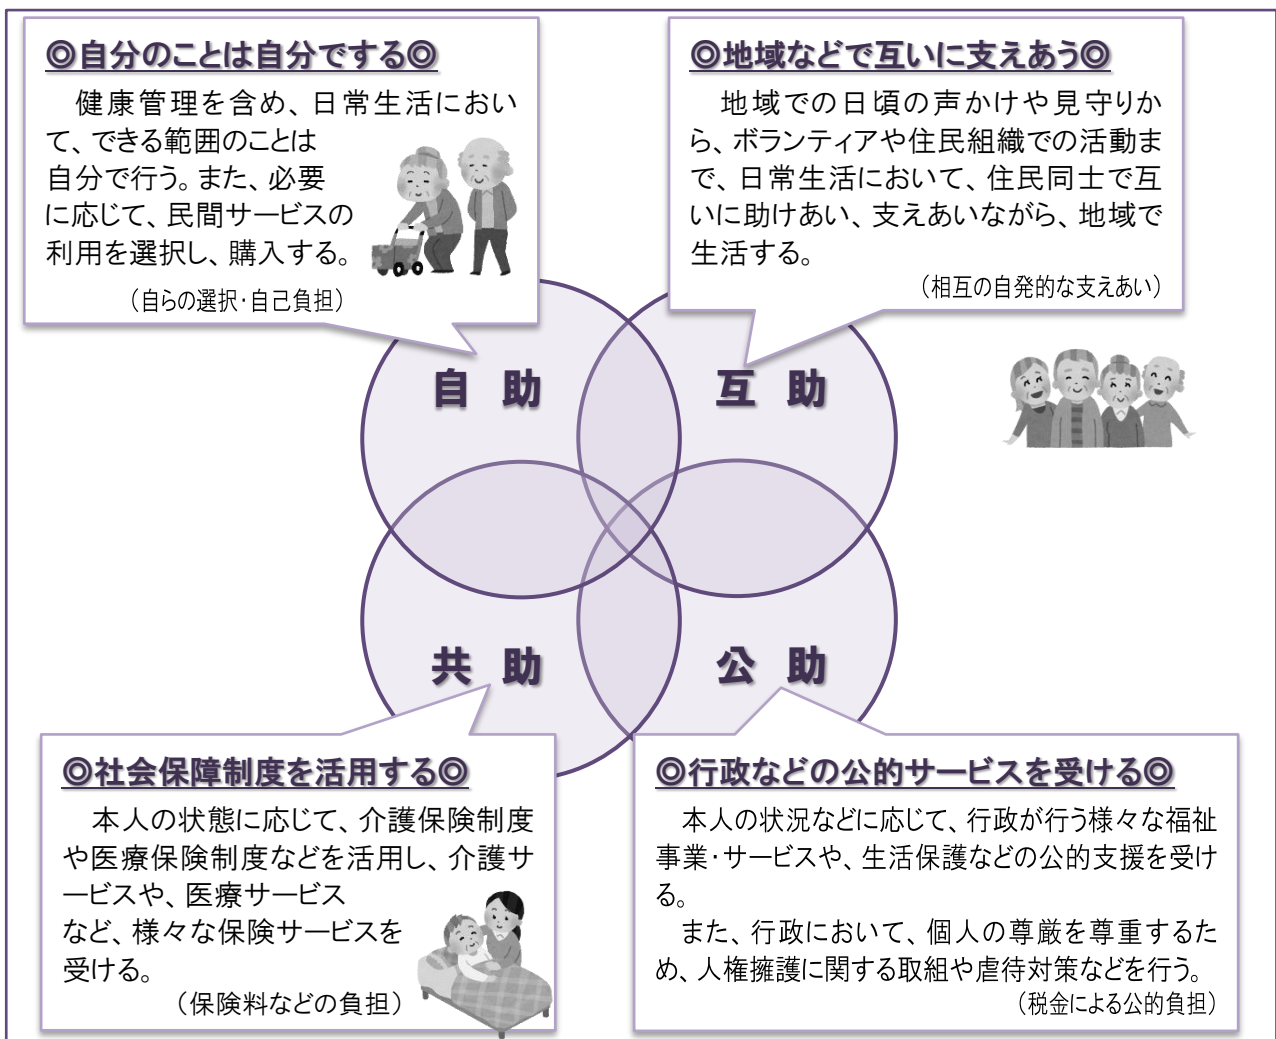 ◎自分のことは自分でする◎
健康管理を含め、日常生活におい
て、できる範囲のことは
自分で行う。また、必要
に応じて、民間サービスの
利用を選択し、購入する。
（自らの選択・自己負担）
◎地域などで互いに支えあう◎
地域での日頃の声かけや見守りか
ら、ボランティアや住民組織での活動ま
で、日常生活において、住民同士で互
いに助けあい、支えあいながら、地域で
生活する。
（相互の自発的な支えあい）
自 助
互 助
共 助
公 助
◎社会保障制度を活用する◎
本人の状態に応じて、介護保険制度
や医療保険制度などを活用し、介護サ
ービスや、医療サービス
など、様々な保険サービスを
受ける。
（保険料などの負担）
◎行政などの公的サービスを受ける◎
本人の状況などに応じて、行政が行う様々な福祉
事業・サービスや、生活保護などの公的支援を受け
る。
また、行政において、個人の尊厳を尊重するた
め、人権擁護に関する取組や虐待対策などを行う。
（税金による公的負担）